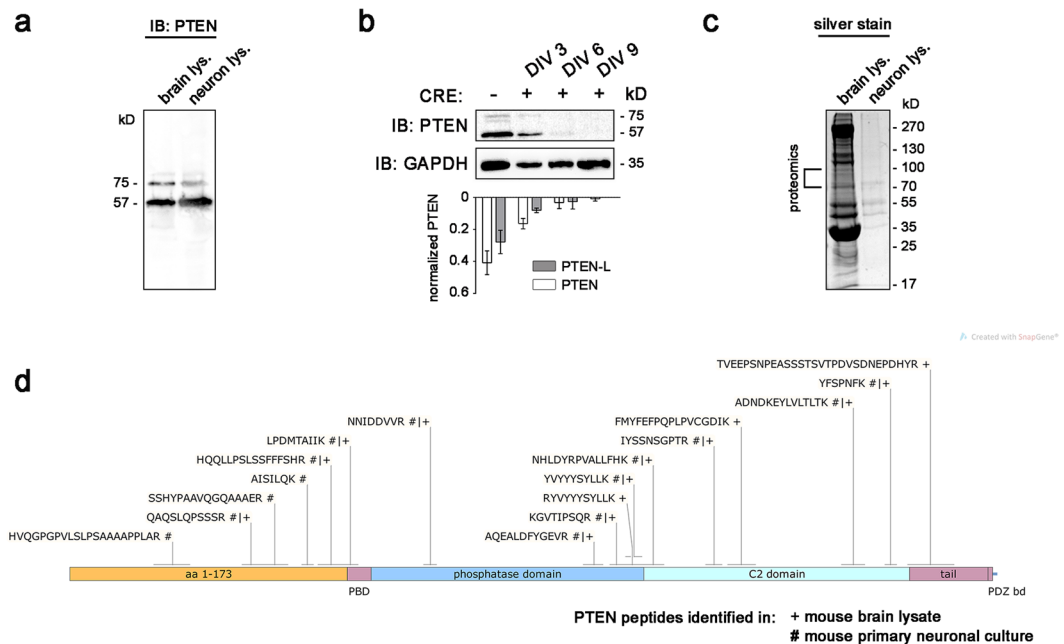 a
IB: PTEN
brain lys.
neuron lys.
kD
75 -
57 -
b
DIV 3
DIV 6
DIV 9
CRE: - + + + kD
IB: PTEN
- 75
- 57
IB: GAPDH - 35
normalized PTEN
0
0.2
0.4
0.6
PTEN-L
PTEN
c
silver stain
brain lys.
neuron lys.
kD
- 270
- 130
- 100
- 70
- 55
- 35
- 25
- 17
proteomics
Created with SnapGene®
d
TVEEPSNPEASSSTSVTPDVSDNEPDHYR +
YFSPNFK #|+
ADNDKEYLVLTLTK #|+
NNIDDVVR #|+
FMYFEFPQPLPVCGDIK +
LPDMTAIIK #|+
IYSSNSGPTR #|+
HQQLLPSLSSFFFSHR #|+
NHLDYRPVALLFHK #|+
AISILQK #
YVYYYSYLLK #|+
SSHYPAAVQGQAAAER #
RYVYYYSYLLK +
QAQSLQPSSSR #|+
KGVTIPSQR #|+
HVQGPGPVLSLPSAAAAPPLAR #
AQEALDFYGEVR #|+
aa 1-173
phosphatase domain
C2 domain
tail
PBD
PDZ bd
PTEN peptides identified in: + mouse brain lysate
# mouse primary neuronal culture